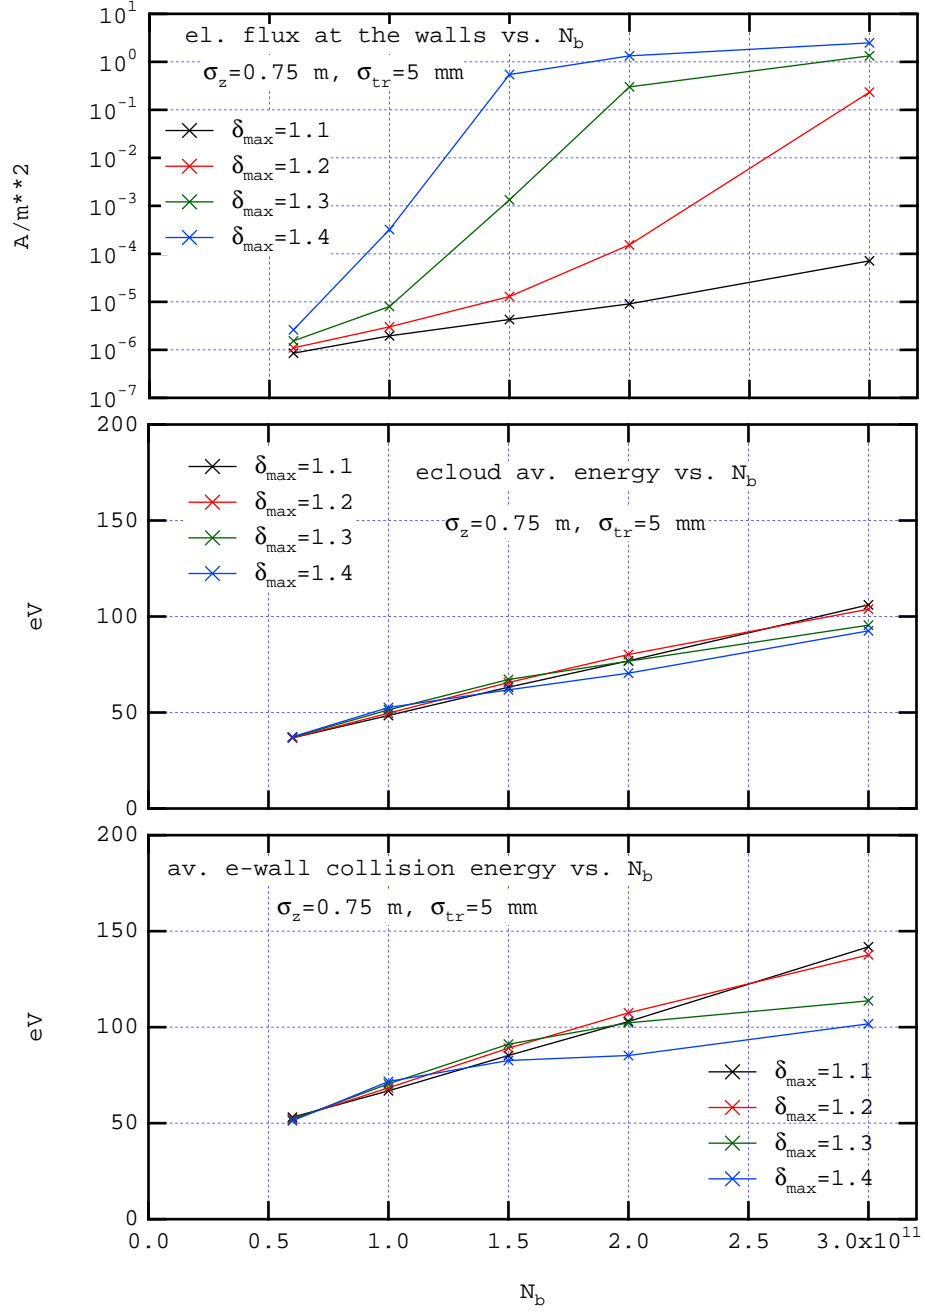 el. flux at the walls vs. N_b
σ_z=0.75 m, σ_tr=5 mm
δ_max=1.1
δ_max=1.2
δ_max=1.3
δ_max=1.4
A/m**2
10^1
10^0
10^-1
10^-2
10^-3
10^-4
10^-5
10^-6
10^-7
ecloud av. energy vs. N_b
σ_z=0.75 m, σ_tr=5 mm
δ_max=1.1
δ_max=1.2
δ_max=1.3
δ_max=1.4
eV
200
150
100
50
0
av. e-wall collision energy vs. N_b
σ_z=0.75 m, σ_tr=5 mm
δ_max=1.1
δ_max=1.2
δ_max=1.3
δ_max=1.4
eV
200
150
100
50
0
0.0 0.5 1.0 1.5 2.0 2.5 3.0x10^11
N_b